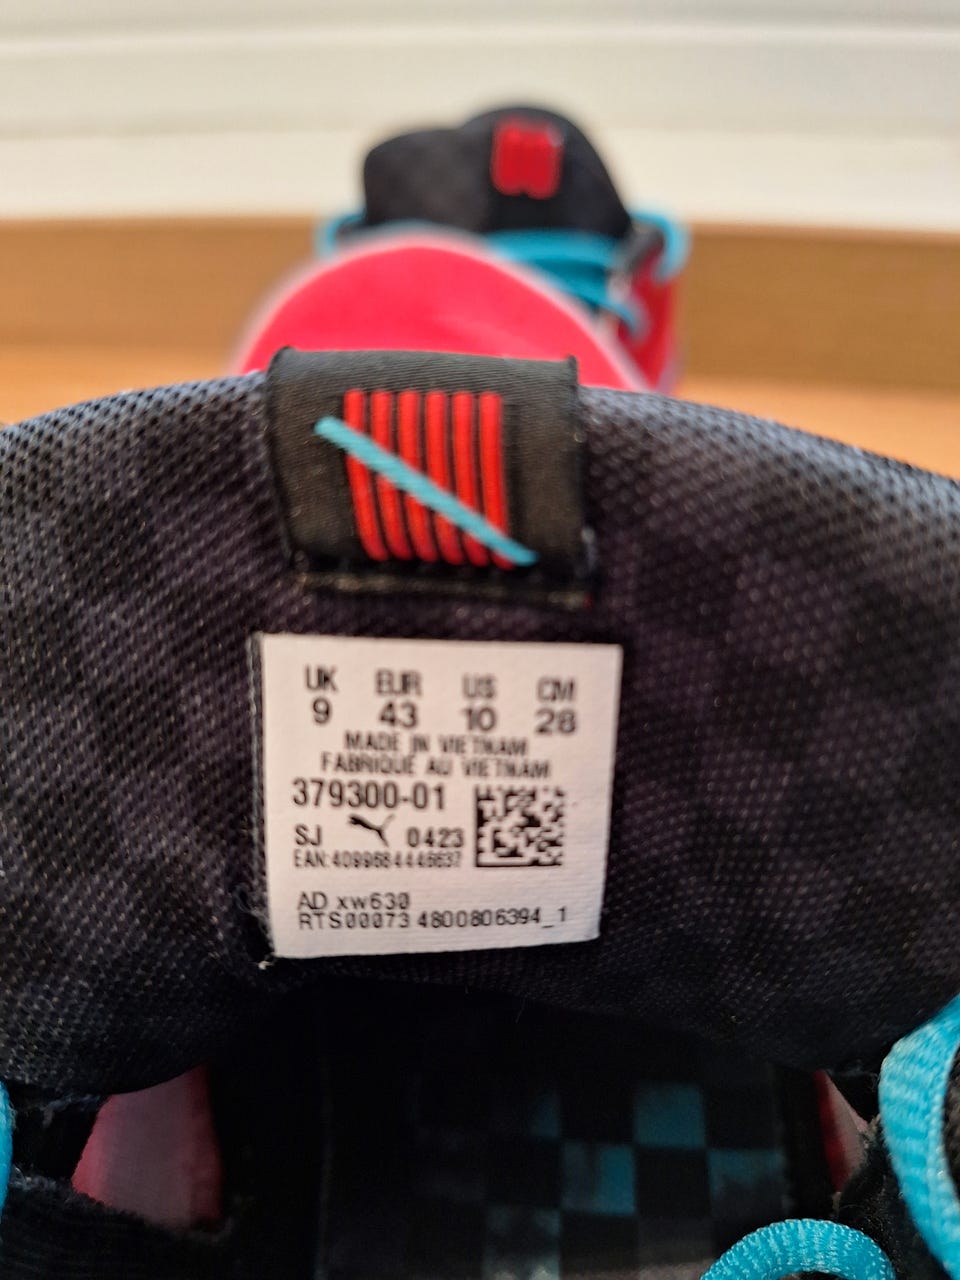 UK EUR US CM
9 43 10 28
MADE IN VIETNAM
FABRIQUÉ AU VIETNAM
379300-01
SJ 0423
EAN:4099684446637
AD xw630
RTS00073 4800806394_1